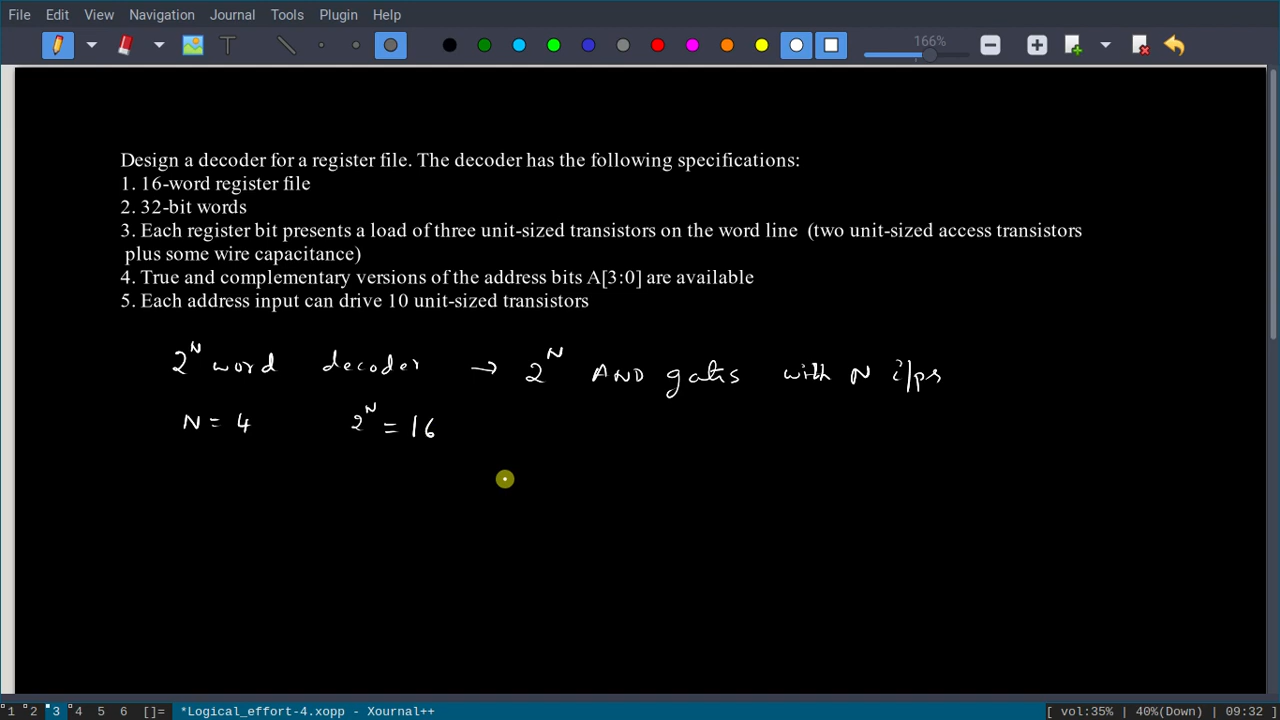 File Edit View Navigation Journal Tools Plugin Help
166%
Design a decoder for a register file. The decoder has the following specifications:
1. 16-word register file
2. 32-bit words
3. Each register bit presents a load of three unit-sized transistors on the word line (two unit-sized access transistors
plus some wire capacitance)
4. True and complementary versions of the address bits A[3:0] are available
5. Each address input can drive 10 unit-sized transistors
2^N word decoder → 2^N AND gates with N i/ps
N = 4 2^N = 16
1 2 3 4 5 6 []= *Logical_effort-4.xopp - Xournal++ [ vol:35% | 40%(Down) | 09:32 ]